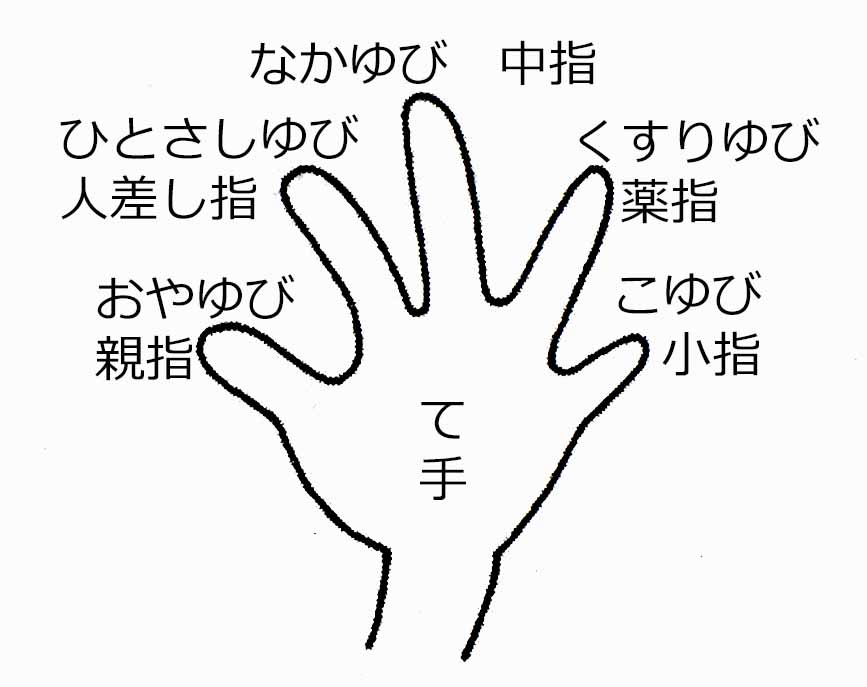 なかゆび　中指
ひとさしゆび
人差し指
くすりゆび
薬指
おやゆび
親指
こゆび
小指
て
手